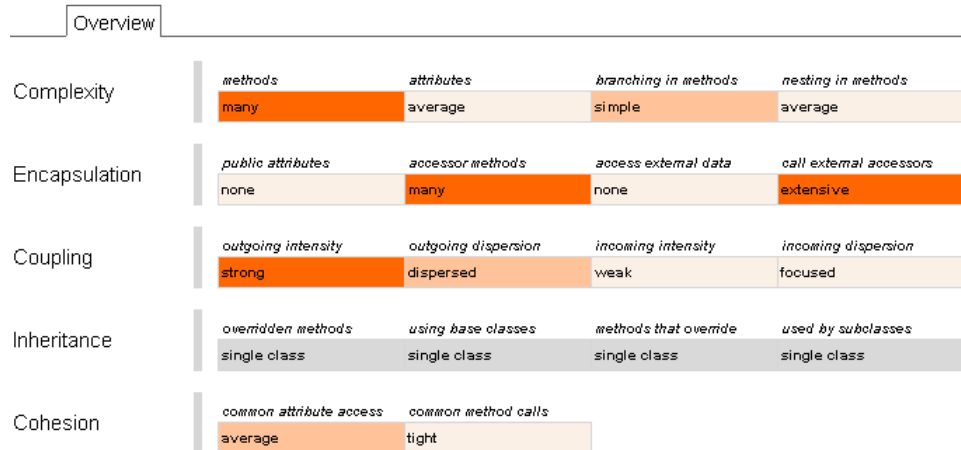 Overview
Complexity
methods attributes branching in methods nesting in methods
many average simple average
Encapsulation
public attributes accessor methods access external data call external accessors
none many none extensive
Coupling
outgoing intensity outgoing dispersion incoming intensity incoming dispersion
strong dispersed weak focused
Inheritance
overridden methods using base classes methods that override used by subclasses
single class single class single class single class
Cohesion
common attribute access common method calls
average tight